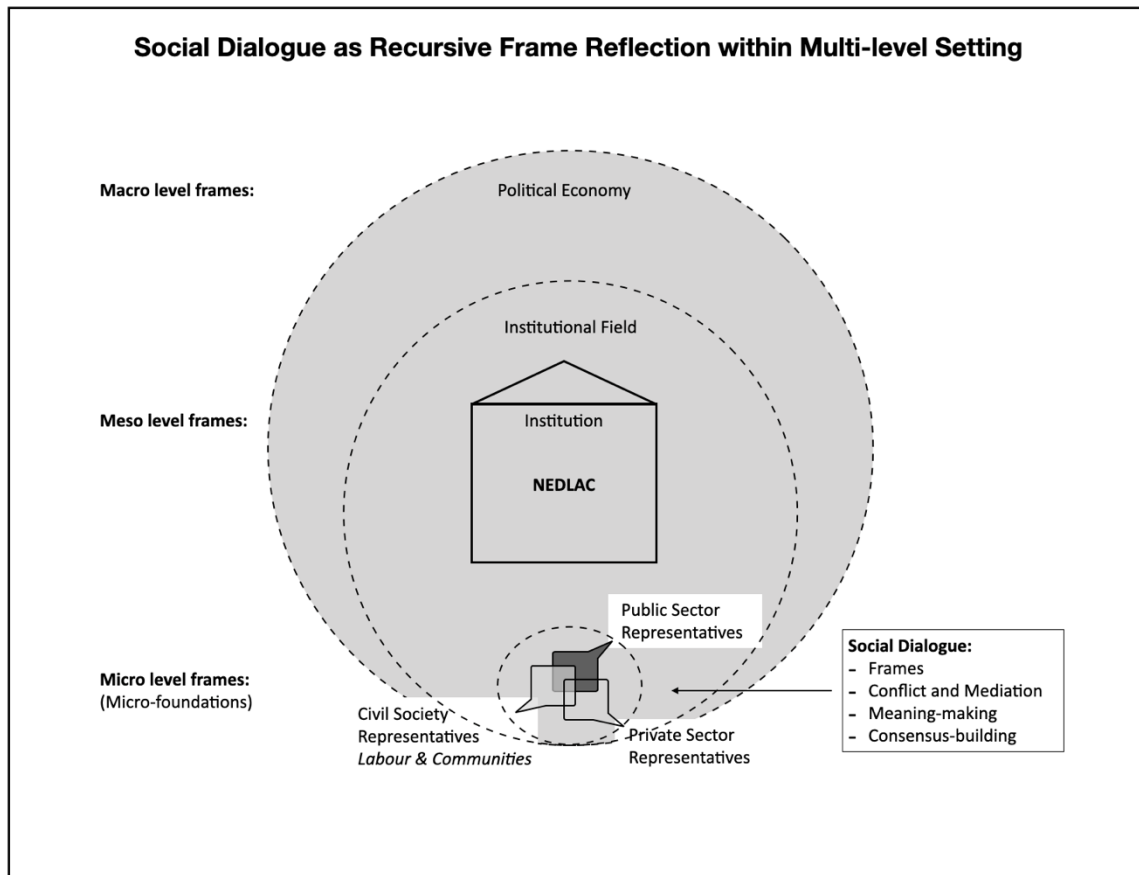 Social Dialogue as Recursive Frame Reflection within Multi-level Setting
Macro level frames:
Political Economy
Institutional Field
Meso level frames:
Institution
NEDLAC
Public Sector
Representatives
Micro level frames:
(Micro-foundations)
Civil Society
Representatives
Labour & Communities
Private Sector
Representatives
Social Dialogue:
– Frames
– Conflict and Mediation
– Meaning-making
– Consensus-building